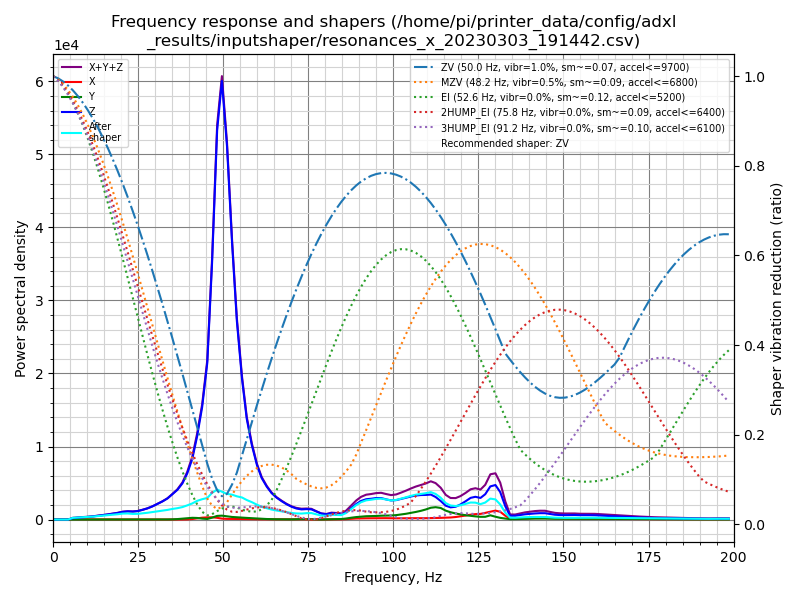 Frequency response and shapers (/home/pi/printer_data/config/adxl
_results/inputshaper/resonances_x_20230303_191442.csv)
1e4
X+Y+Z
X
Y
Z
After
shaper
ZV (50.0 Hz, vibr=1.0%, sm~=0.07, accel<=9700)
MZV (48.2 Hz, vibr=0.5%, sm~=0.09, accel<=6800)
EI (52.6 Hz, vibr=0.0%, sm~=0.12, accel<=5200)
2HUMP_EI (75.8 Hz, vibr=0.0%, sm~=0.09, accel<=6400)
3HUMP_EI (91.2 Hz, vibr=0.0%, sm~=0.10, accel<=6100)
Recommended shaper: ZV
Power spectral density
6
5
4
3
2
1
0
1.0
0.8
0.6
0.4
0.2
0.0
Shaper vibration reduction (ratio)
0 25 50 75 100 125 150 175 200
Frequency, Hz